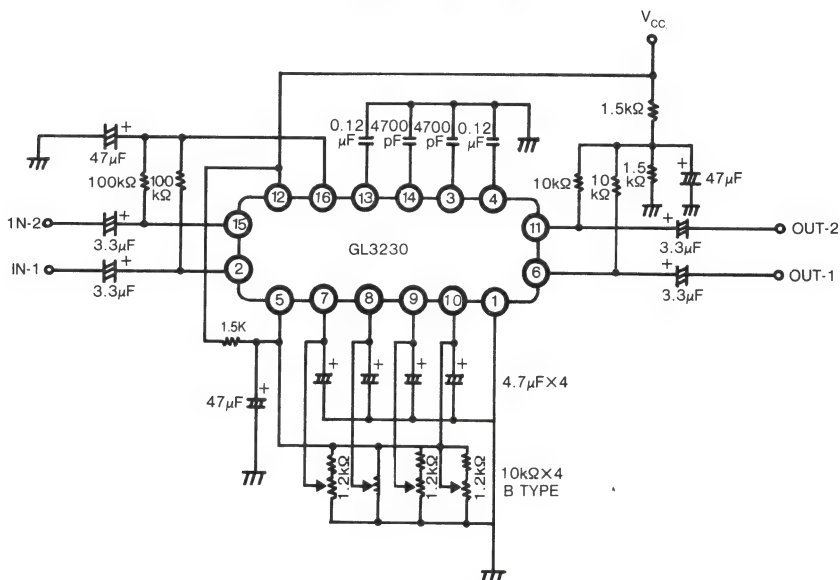 VCC
1.5kΩ
0.12
μF
4700
pF
4700
pF
0.12
μF
+
47μF
100kΩ
100
kΩ
10kΩ
10
kΩ
1.5
kΩ
+
47μF
12
16
13
14
3
4
1N-2
+
3.3μF
15
GL3230
11
+
3.3μF
OUT-2
IN-1
+
3.3μF
2
6
+
3.3μF
OUT-1
5
7
8
9
10
1
1.5K
+
+
+
+
4.7μF×4
47μF
+
1.2kΩ
1.2kΩ
1.2kΩ
10kΩ×4
B TYPE